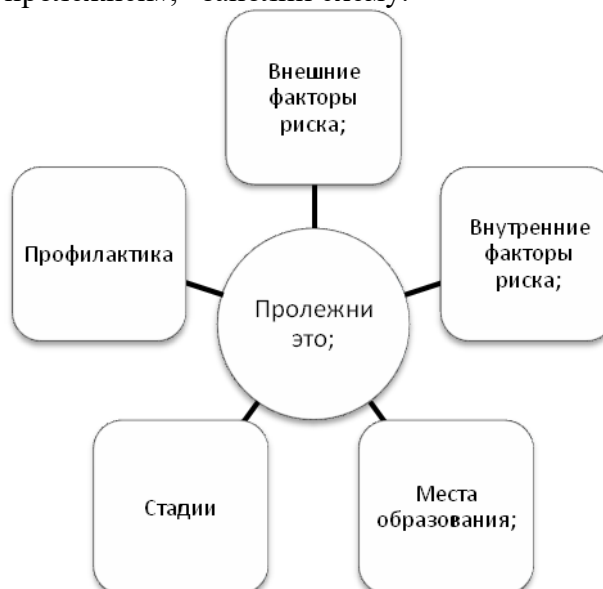 Внешние
факторы
риска;
Внутренние
факторы
риска;
Места
образования;
Стадии
Профилактика
Пролежни
это;